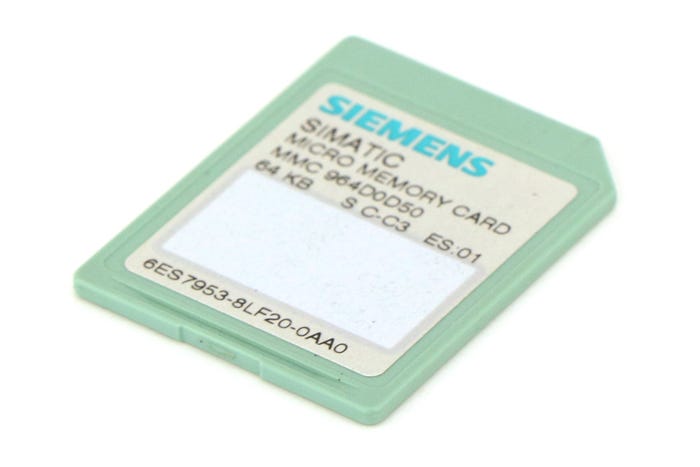 SIEMENS
SIMATIC
MICRO MEMORY CARD
MMC 964D0D50
64 KB S C-C3 ES:01
6ES7953-8LF20-0AA0